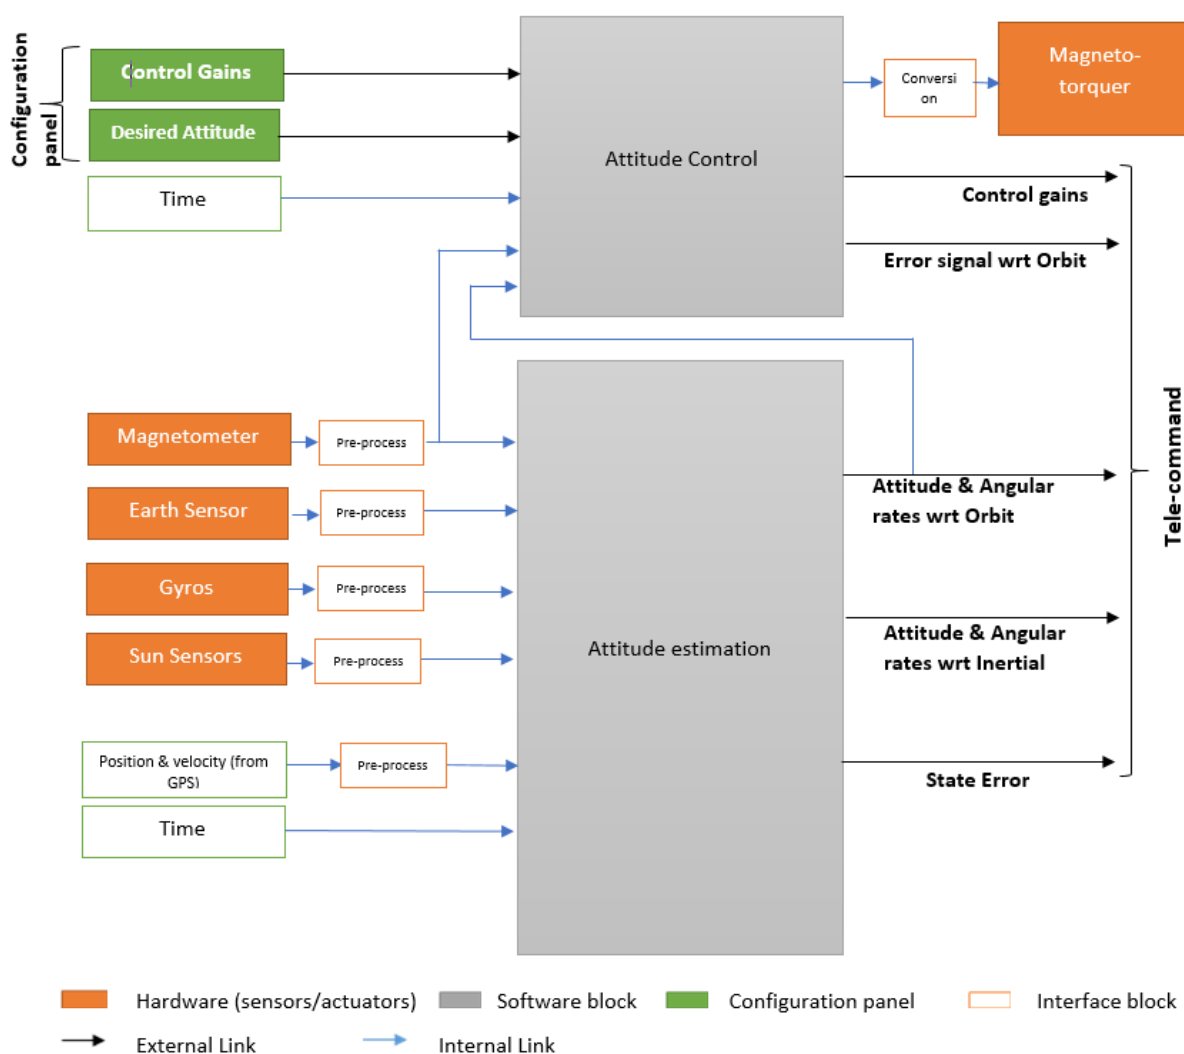 Configuration
panel
Control Gains
Desired Attitude
Time
Attitude Control
Conversi
on
Magneto-
torquer
Control gains
Error signal wrt Orbit
Magnetometer
Pre-process
Earth Sensor
Pre-process
Gyros
Pre-process
Sun Sensors
Pre-process
Position & velocity (from
GPS)
Pre-process
Time
Attitude estimation
Attitude & Angular
rates wrt Orbit
Attitude & Angular
rates wrt Inertial
State Error
Tele-command
Hardware (sensors/actuators)
Software block
Configuration panel
Interface block
External Link
Internal Link